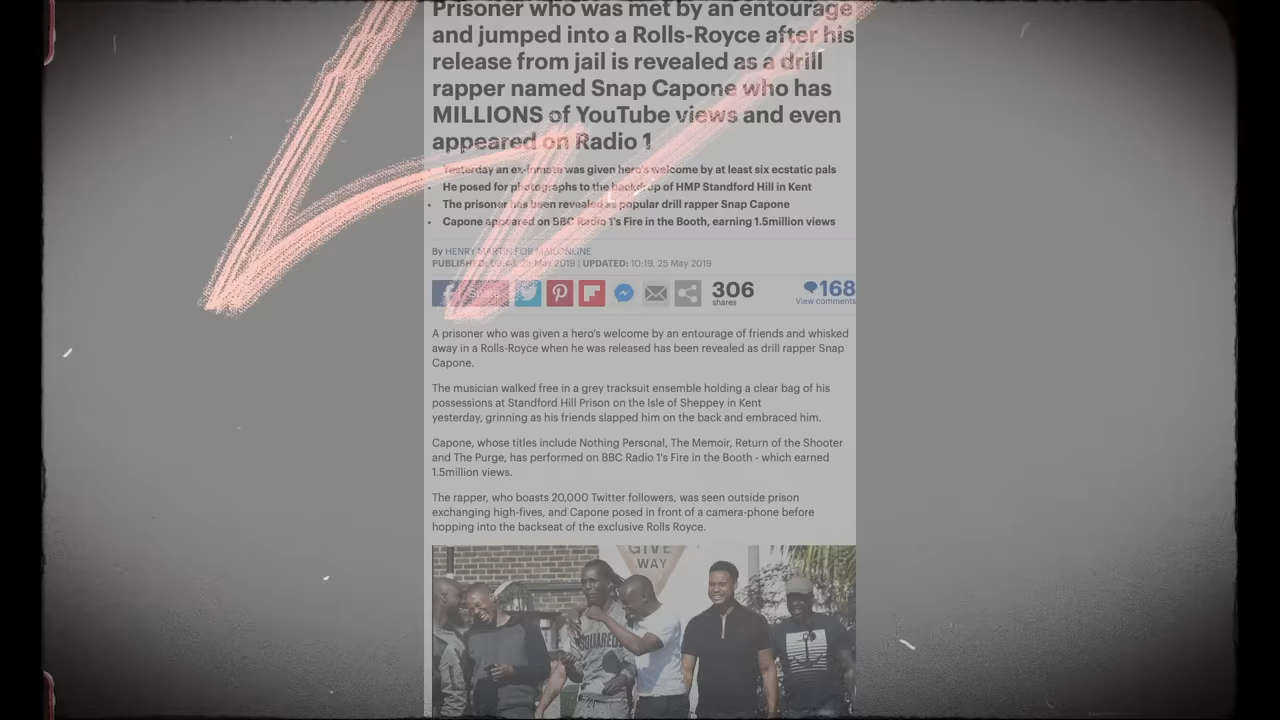 Prisoner who was met by an entourage
and jumped into a Rolls-Royce after his
release from jail is revealed as a drill
rapper named Snap Capone who has
MILLIONS of YouTube views and even
appeared on Radio 1
Yesterday an ex-inmate was given hero's welcome by at least six ecstatic pals
• He posed for photographs to the backdrop of HMP Standford Hill in Kent
• The prisoner has been revealed as popular drill rapper Snap Capone
• Capone appeared on BBC Radio 1's Fire in the Booth, earning 1.5million views
By HENRY MARTIN FOR MAILONLINE
PUBLISHED: 25 May 2019 | UPDATED: 10:19, 25 May 2019
Share
306
shares
168
View comments
A prisoner who was given a hero's welcome by an entourage of friends and whisked
away in a Rolls-Royce when he was released has been revealed as drill rapper Snap
Capone.
The musician walked free in a grey tracksuit ensemble holding a clear bag of his
possessions at Standford Hill Prison on the Isle of Sheppey in Kent
yesterday, grinning as his friends slapped him on the back and embraced him.
Capone, whose titles include Nothing Personal, The Memoir, Return of the Shooter
and The Purge, has performed on BBC Radio 1's Fire in the Booth - which earned
1.5million views.
The rapper, who boasts 20,000 Twitter followers, was seen outside prison
exchanging high-fives, and Capone posed in front of a camera-phone before
hopping into the backseat of the exclusive Rolls Royce.
GIVE
WAY